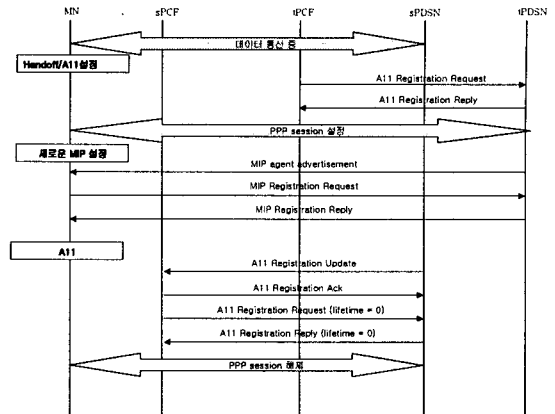 MN sPCF tPCF sPDSN tPDSN
데이터 통신 중
Handoff/A11설정
A11 Registration Request
A11 Registration Reply
PPP session 설정
새로운 MIP 설정
MIP agent advertisement
MIP Registration Request
MIP Registration Reply
A11
A11 Registration Update
A11 Registration Ack
A11 Registration Request (lifetime = 0)
A11 Registration Reply (lifetime = 0)
PPP session 해제